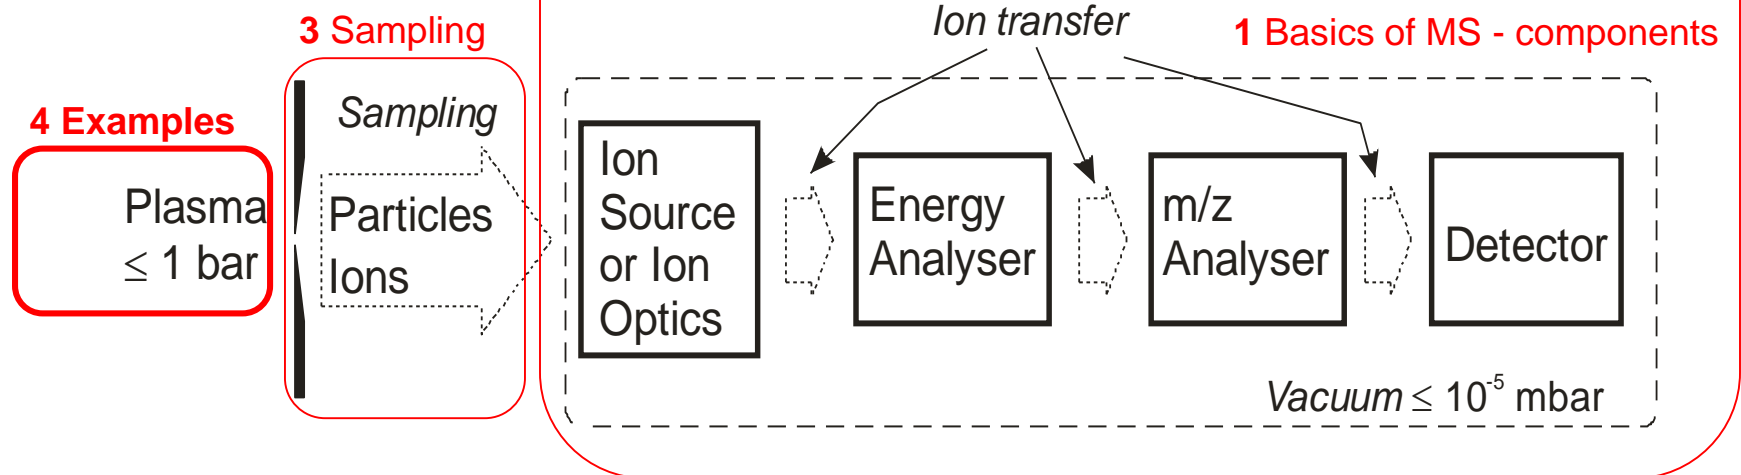 3 Sampling
Ion transfer
1 Basics of MS - components
4 Examples
Plasma
≤ 1 bar
Sampling
Particles
Ions
Ion
Source
or Ion
Optics
Energy
Analyser
m/z
Analyser
Detector
Vacuum ≤ 10⁻⁵ mbar